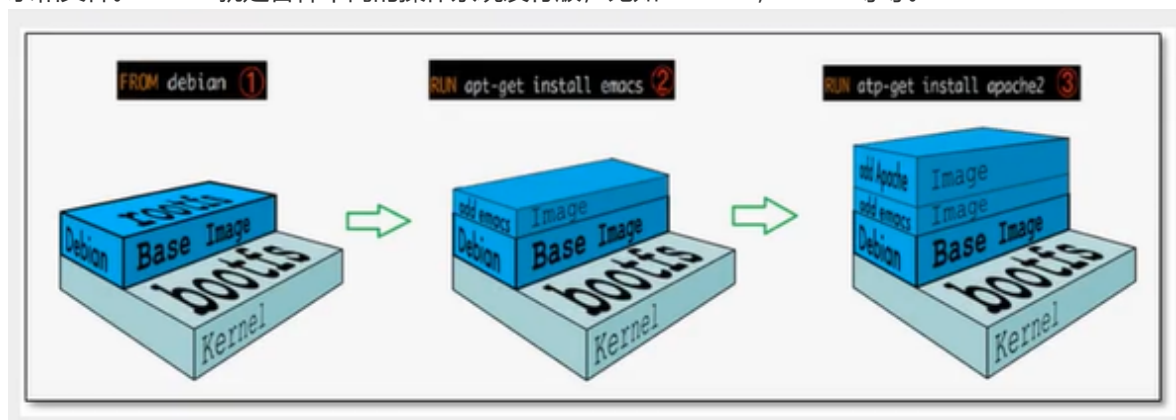 FROM debian ①
RUN apt-get install emacs ②
RUN atp-get install apache2 ③
rootfs
Debian
Base Image
bootfs
Kernel
add emacs
Image
Debian
Base Image
bootfs
Kernel
add Apache
Image
add emacs
Image
Debian
Base Image
bootfs
Kernel